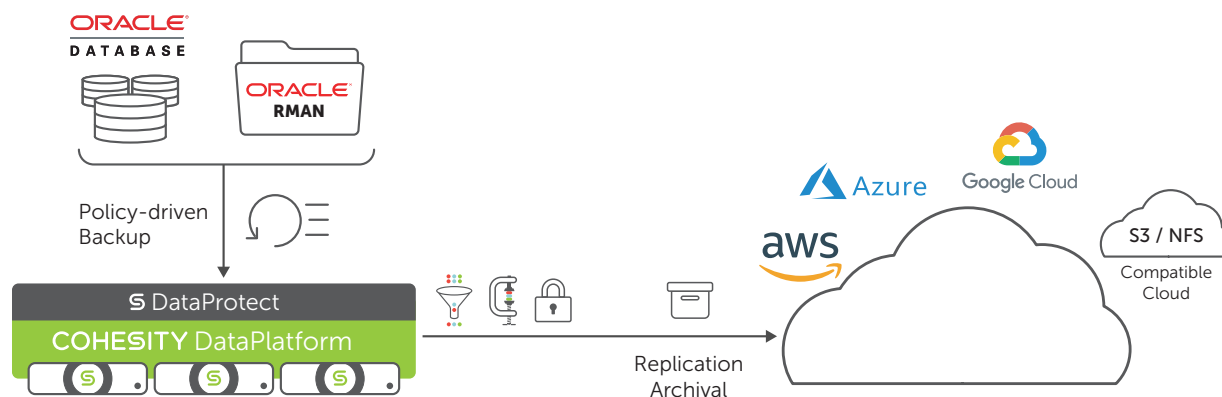 ORACLE
DATABASE
ORACLE
RMAN
Policy-driven
Backup
DataProtect
COHESITY DataPlatform
Replication
Archival
aws
Azure
Google Cloud
S3 / NFS
Compatible
Cloud